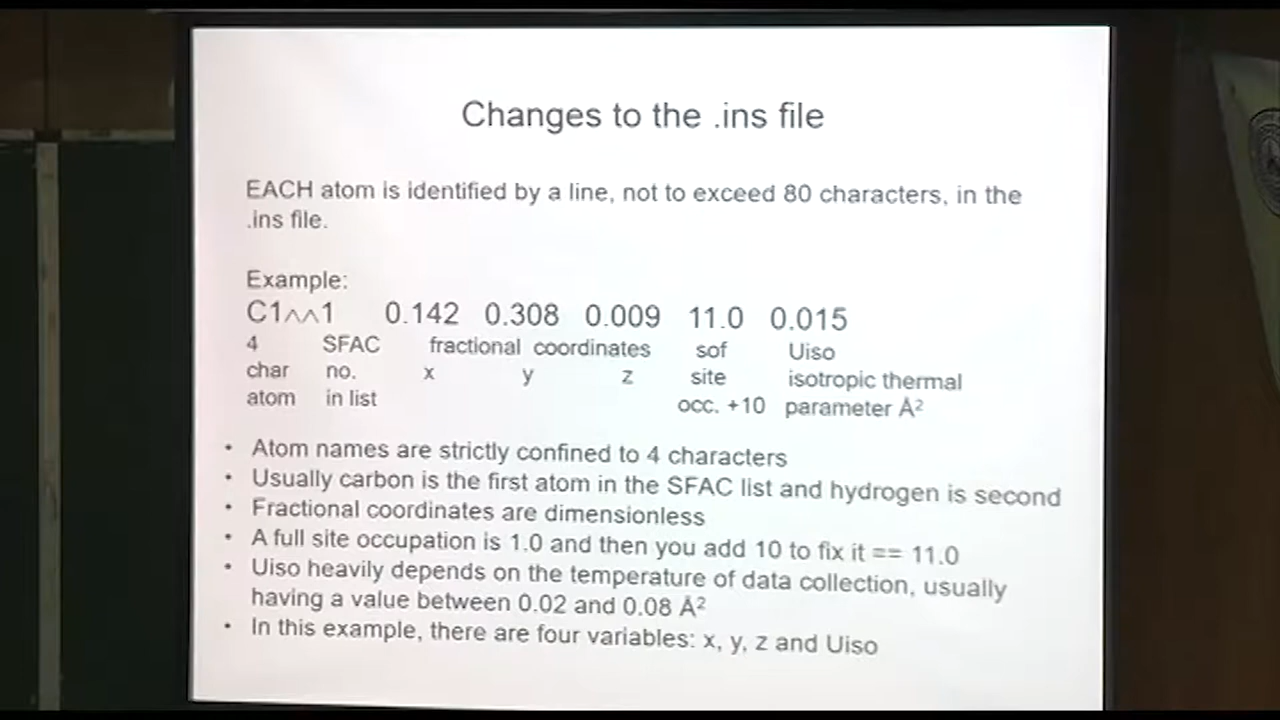 Changes to the .ins file
EACH atom is identified by a line, not to exceed 80 characters, in the
.ins file.
Example:
C1^^1 0.142 0.308 0.009 11.0 0.015
4 SFAC fractional coordinates sof Uiso
char no. x y z site isotropic thermal
atom in list occ. +10 parameter Å²
• Atom names are strictly confined to 4 characters
• Usually carbon is the first atom in the SFAC list and hydrogen is second
• Fractional coordinates are dimensionless
• A full site occupation is 1.0 and then you add 10 to fix it == 11.0
• Uiso heavily depends on the temperature of data collection, usually
having a value between 0.02 and 0.08 Å²
• In this example, there are four variables: x, y, z and Uiso